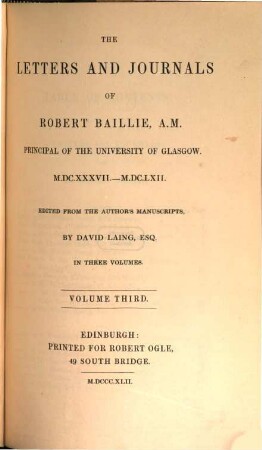 THE
LETTERS AND JOURNALS
OF
ROBERT BAILLIE, A.M.
PRINCIPAL OF THE UNIVERSITY OF GLASGOW.
M.DC.XXXVII.—M.DC.LXII.
EDITED FROM THE AUTHOR'S MANUSCRIPTS,
BY DAVID LAING, ESQ.
IN THREE VOLUMES.
VOLUME THIRD.
EDINBURGH:
PRINTED FOR ROBERT OGLE,
49 SOUTH BRIDGE.
M.DCCC.XLII.